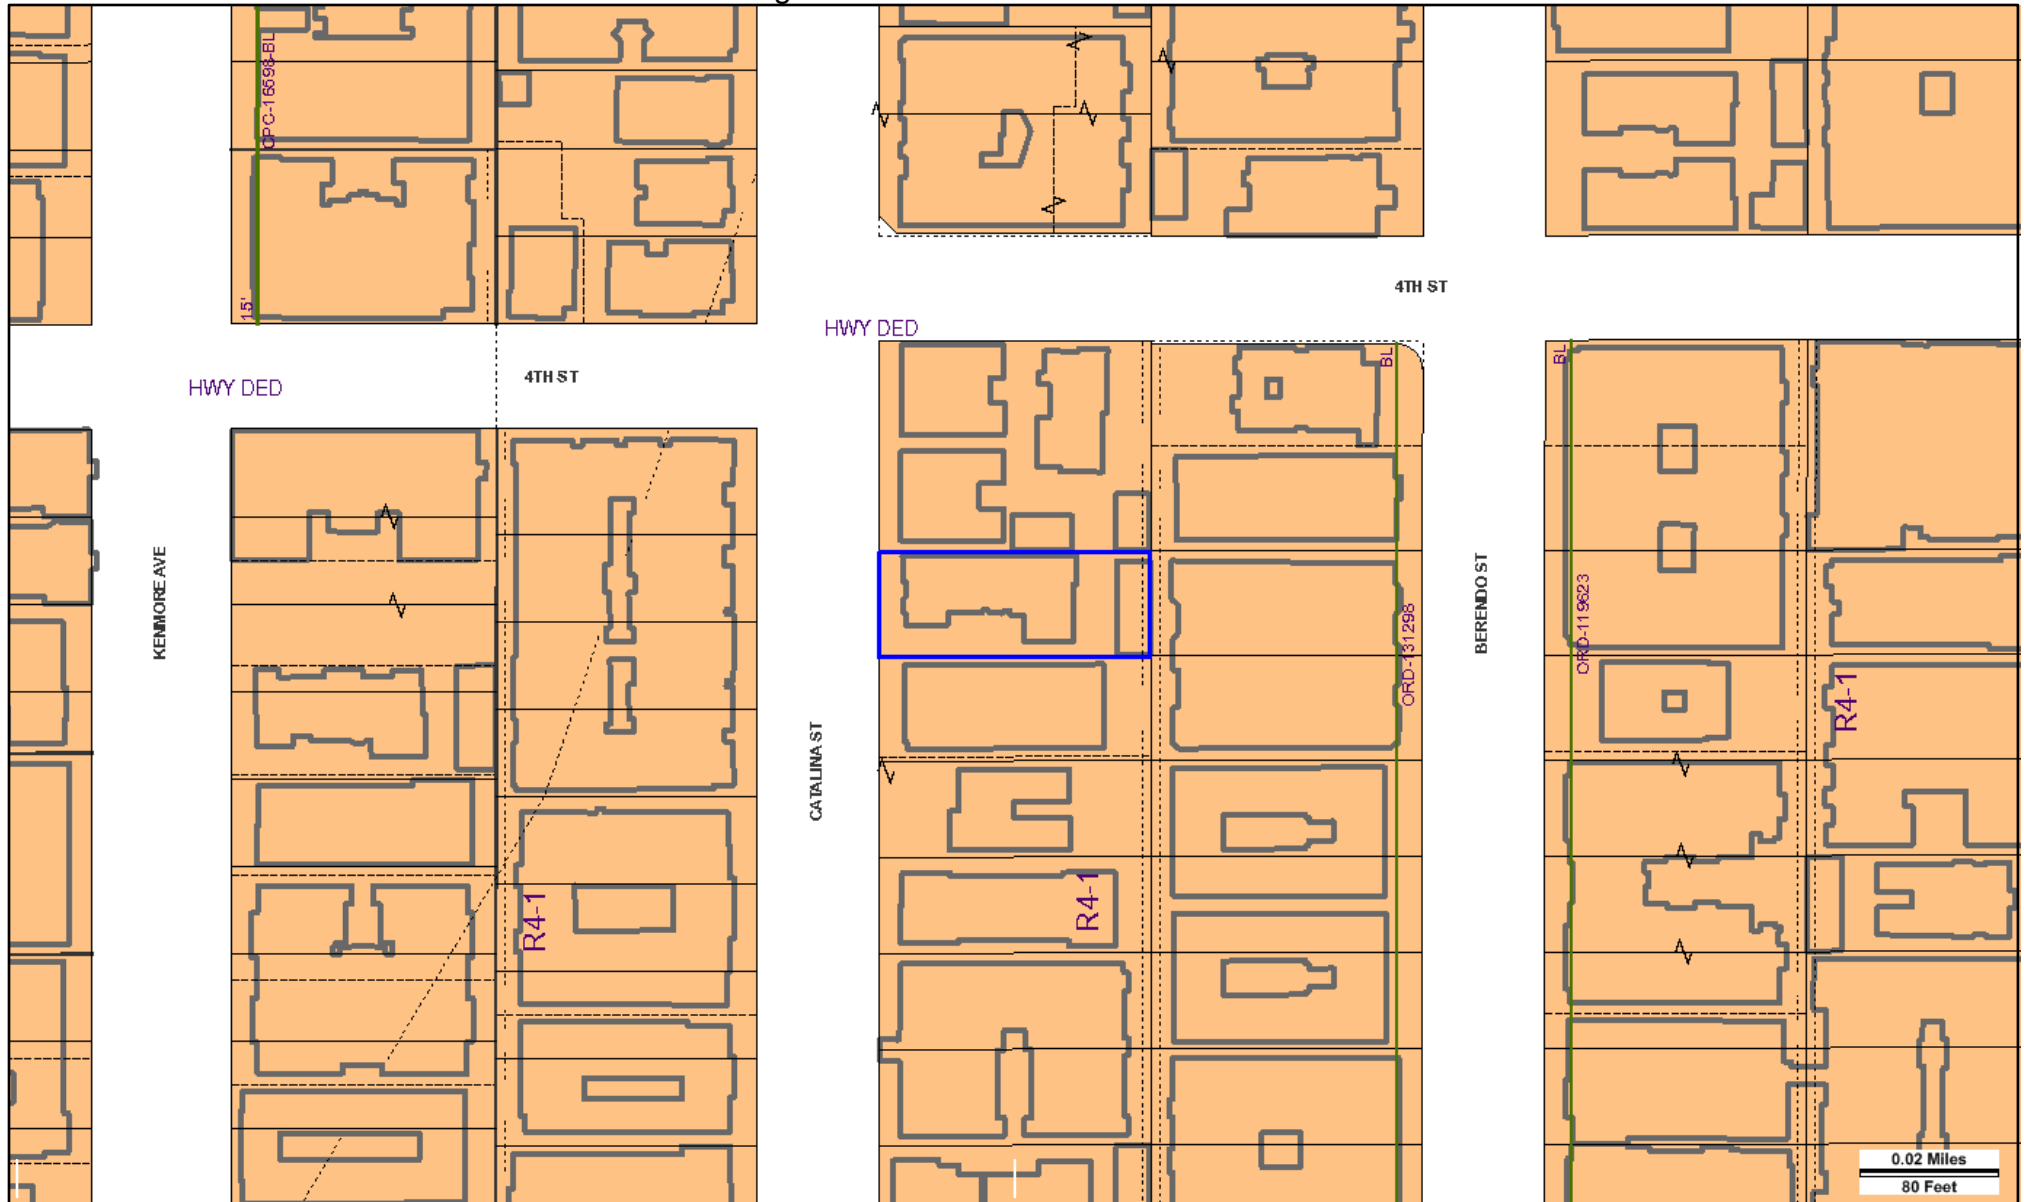 CPC-16598-BL
15'
4TH ST
HWY DED
4TH ST
HWY DED
BL
BL
KENMORE AVE
CATALINA ST
BERENDO ST
ORD-131298
ORD-119623
R4-1
R4-1
R4-1
0.02 Miles
80 Feet